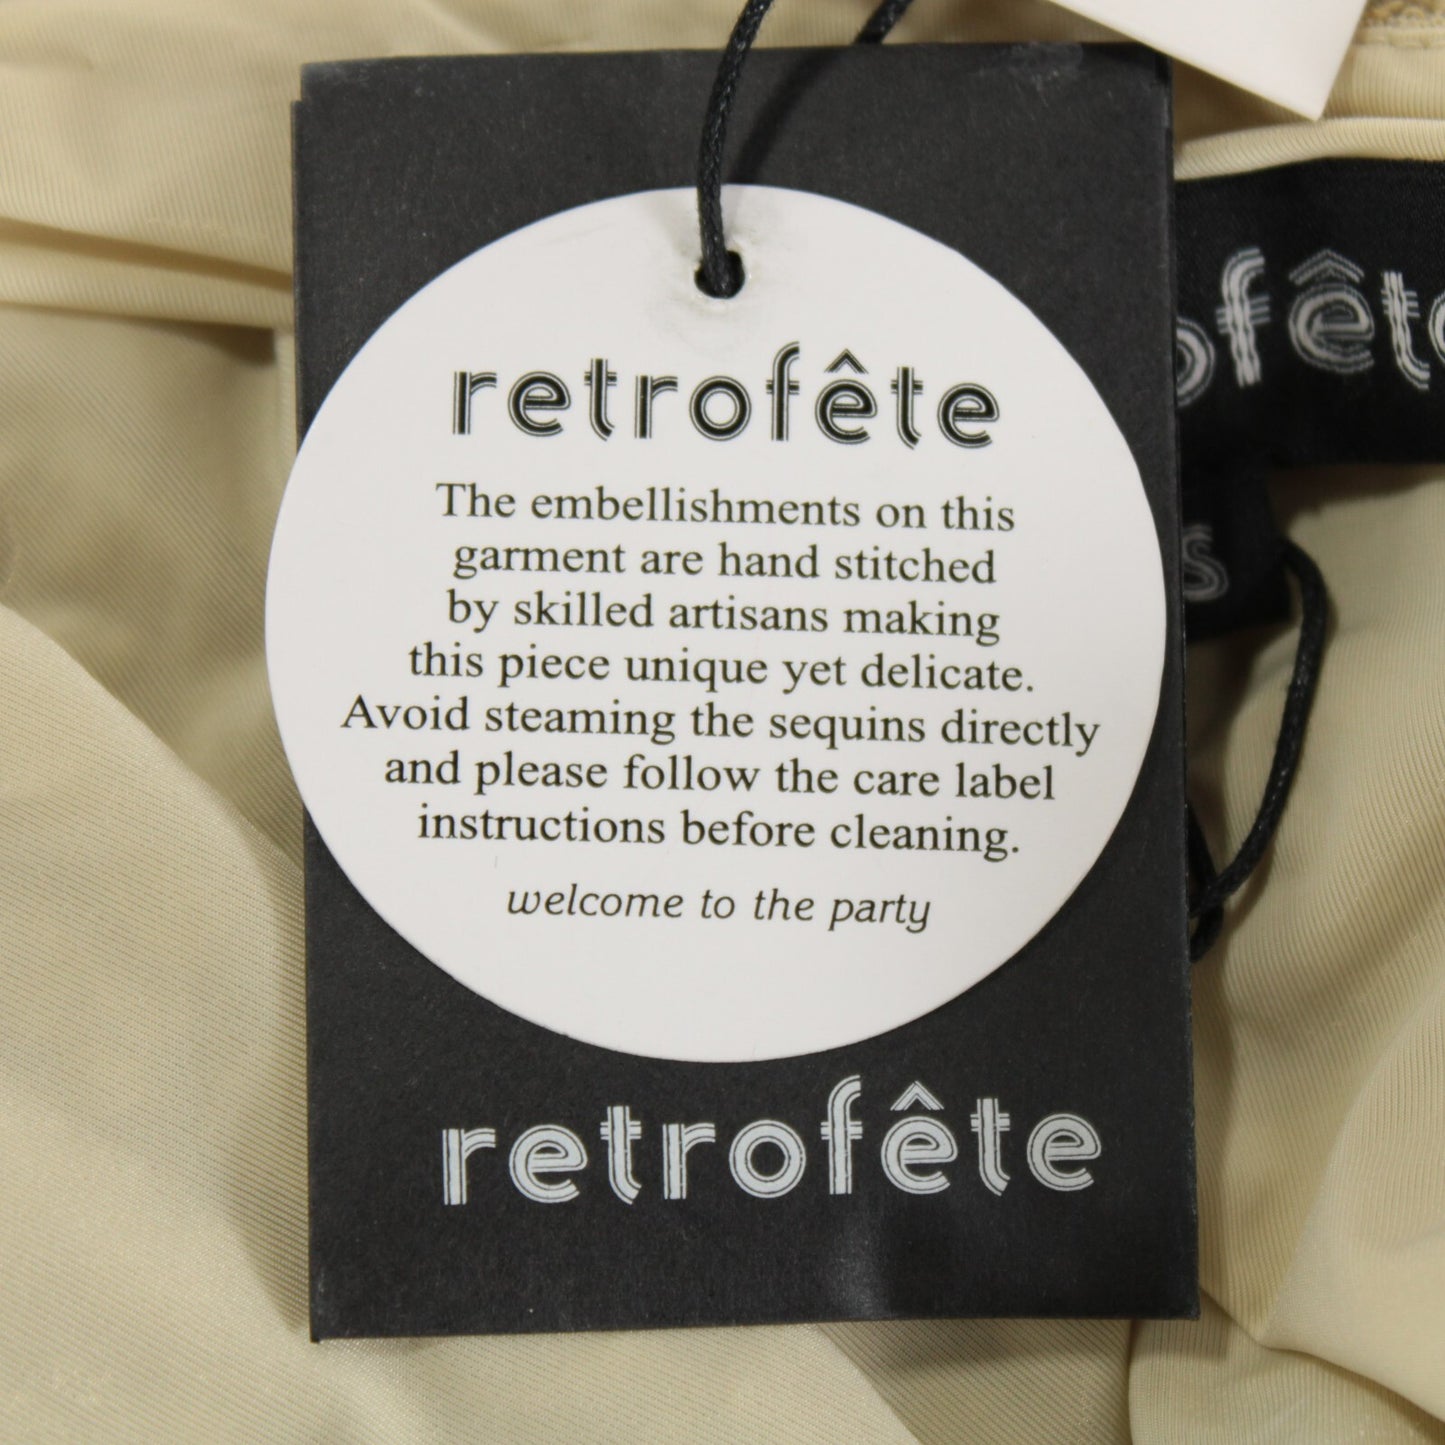 retrofête
The embellishments on this
garment are hand stitched
by skilled artisans making
this piece unique yet delicate.
Avoid steaming the sequins directly
and please follow the care label
instructions before cleaning.
welcome to the party
retrofête
ofête
s